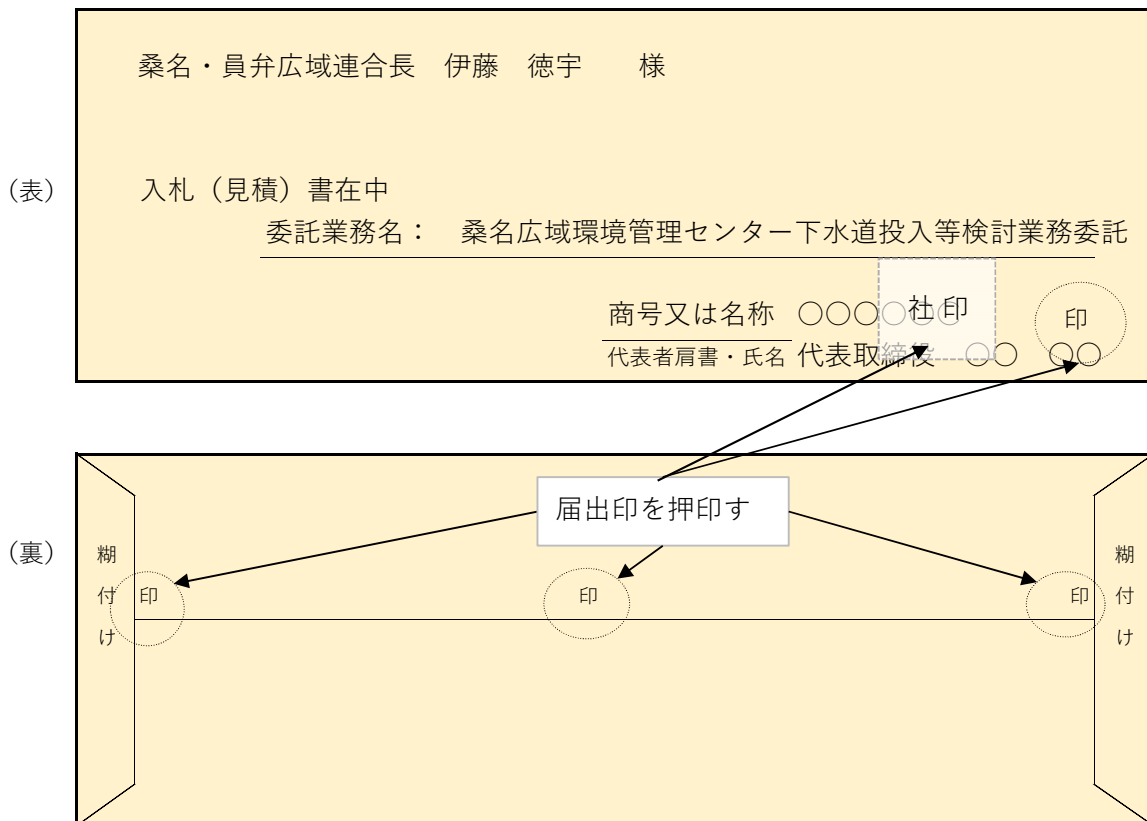 桑名・員弁広域連合長　伊藤　徳宇　　様
（表）
入札（見積）書在中
委託業務名：　桑名広域環境管理センター下水道投入等検討業務委託
商号又は名称　○○○○○○
社印
印
代表者肩書・氏名 代表取締役　○○　○○
届出印を押印す
（裏）
糊付け
印
印
印
糊付け